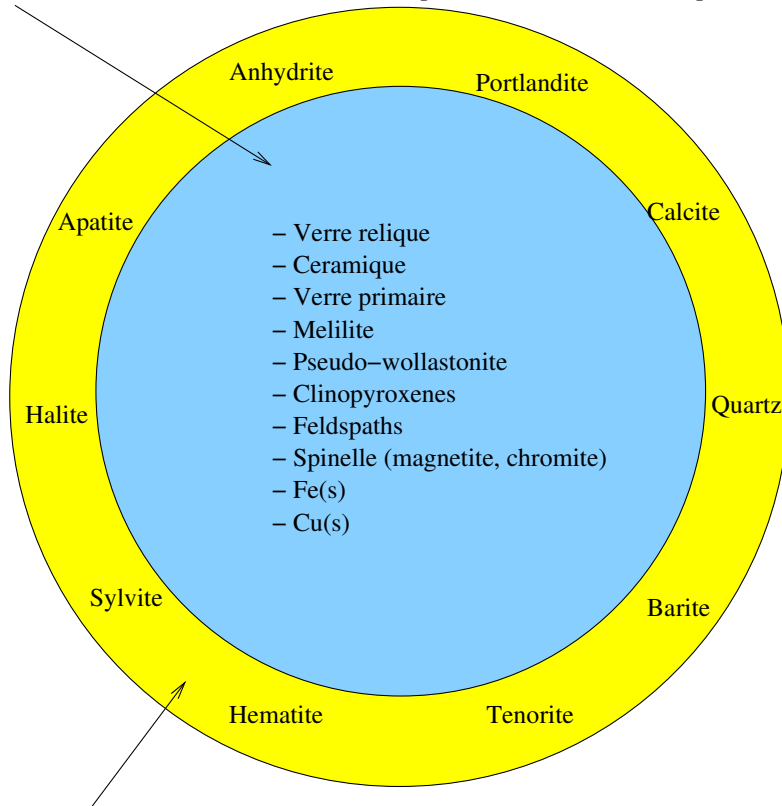 Anhydrite
Portlandite
Apatite
Calcite
– Verre relique
– Ceramique
– Verre primaire
– Melilite
– Pseudo–wollastonite
– Clinopyroxenes
– Feldspaths
– Spinelle (magnetite, chromite)
– Fe(s)
– Cu(s)
Halite
Quartz
Sylvite
Barite
Hematite
Tenorite